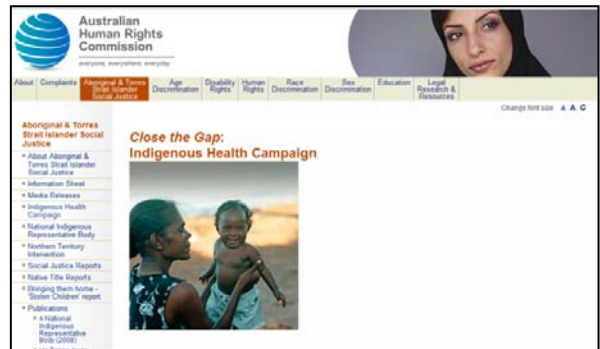 Australian
Human Rights
Commission
everyone, everywhere, everyday
About Complaints Aboriginal & Torres Strait Islander Social Justice Age Discrimination Disability Rights Human Rights Race Discrimination Sex Discrimination Education Legal Research & Resources
Change font size A A
Aboriginal & Torres
Strait Islander Social
Justice
About Aboriginal &
Torres Strait Islander
Social Justice
Information Sheet
Media Releases
Indigenous Health
Campaign
National Indigenous
Representative Body
Northern Territory
Intervention
Social Justice Reports
Native Title Reports
Bringing them home -
'Stolen Children' report
Publications
A National
Indigenous
Representative
Body (2008)
Close the Gap:
Indigenous Health Campaign